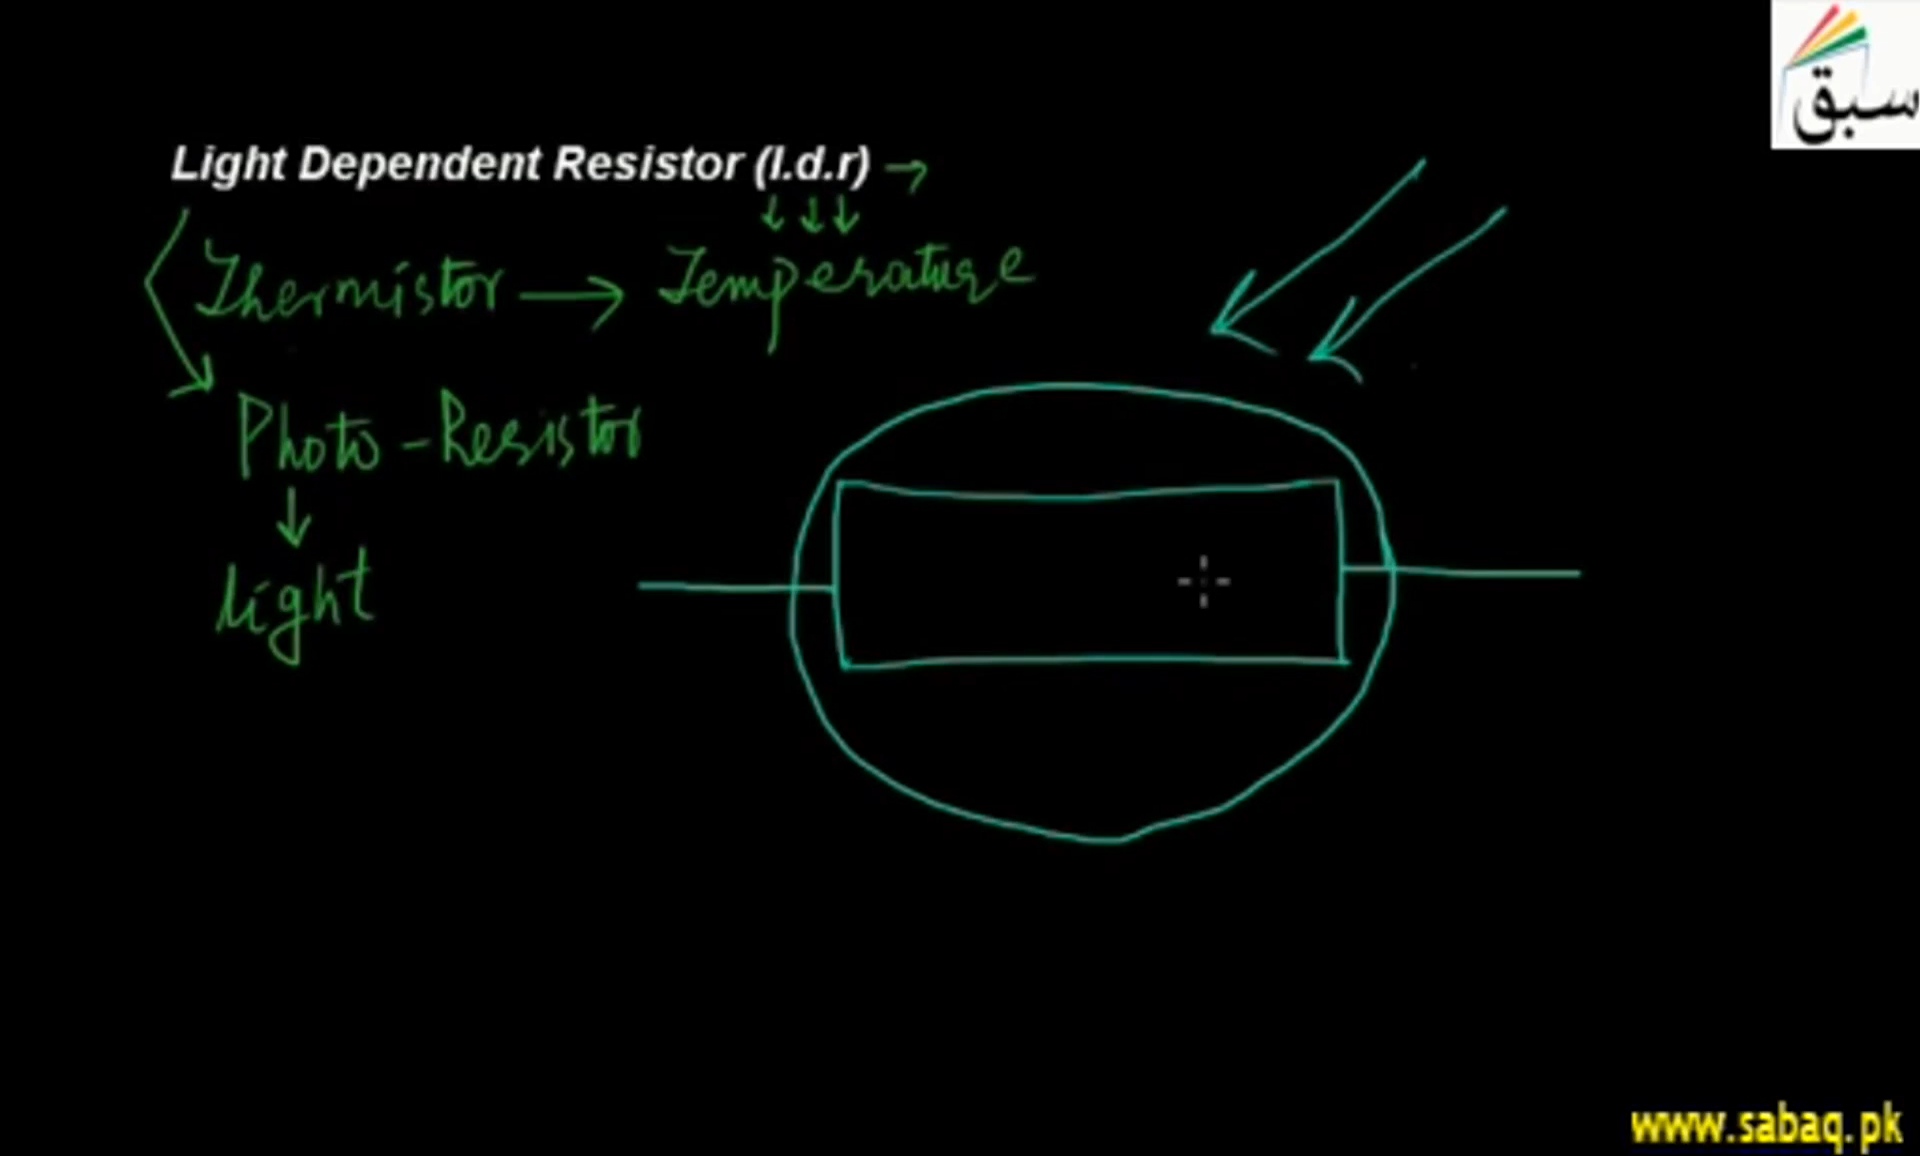 سبق
Light Dependent Resistor (l.d.r) →
↓ ↓ ↓
Thermistor → Temperature
Photo - Resistor
↓
light
www.sabaq.pk